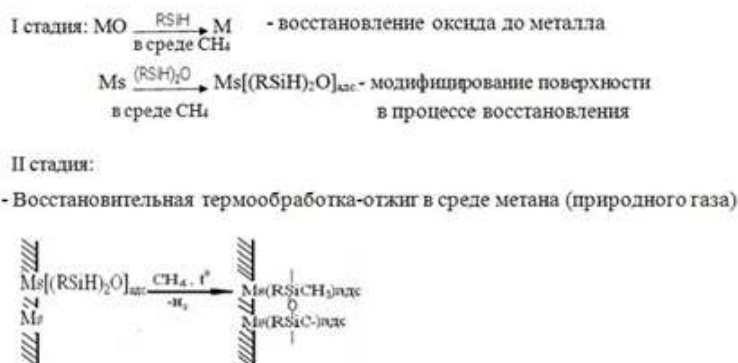 I стадия: MO RSiH M - восстановление оксида до металла
в среде CH₄
Ms (RSiH)₂O Ms[(RSiH)₂O]адс - модифицирование поверхности
в среде CH₄ в процессе восстановления
II стадия:
- Восстановительная термообработка-отжиг в среде метана (природного газа)
Ms[(RSiH)₂O]адс CH₄ , t° Ms(RSiCH₃)адс
-H₂ O
Ms Ms(RSiC-)адс